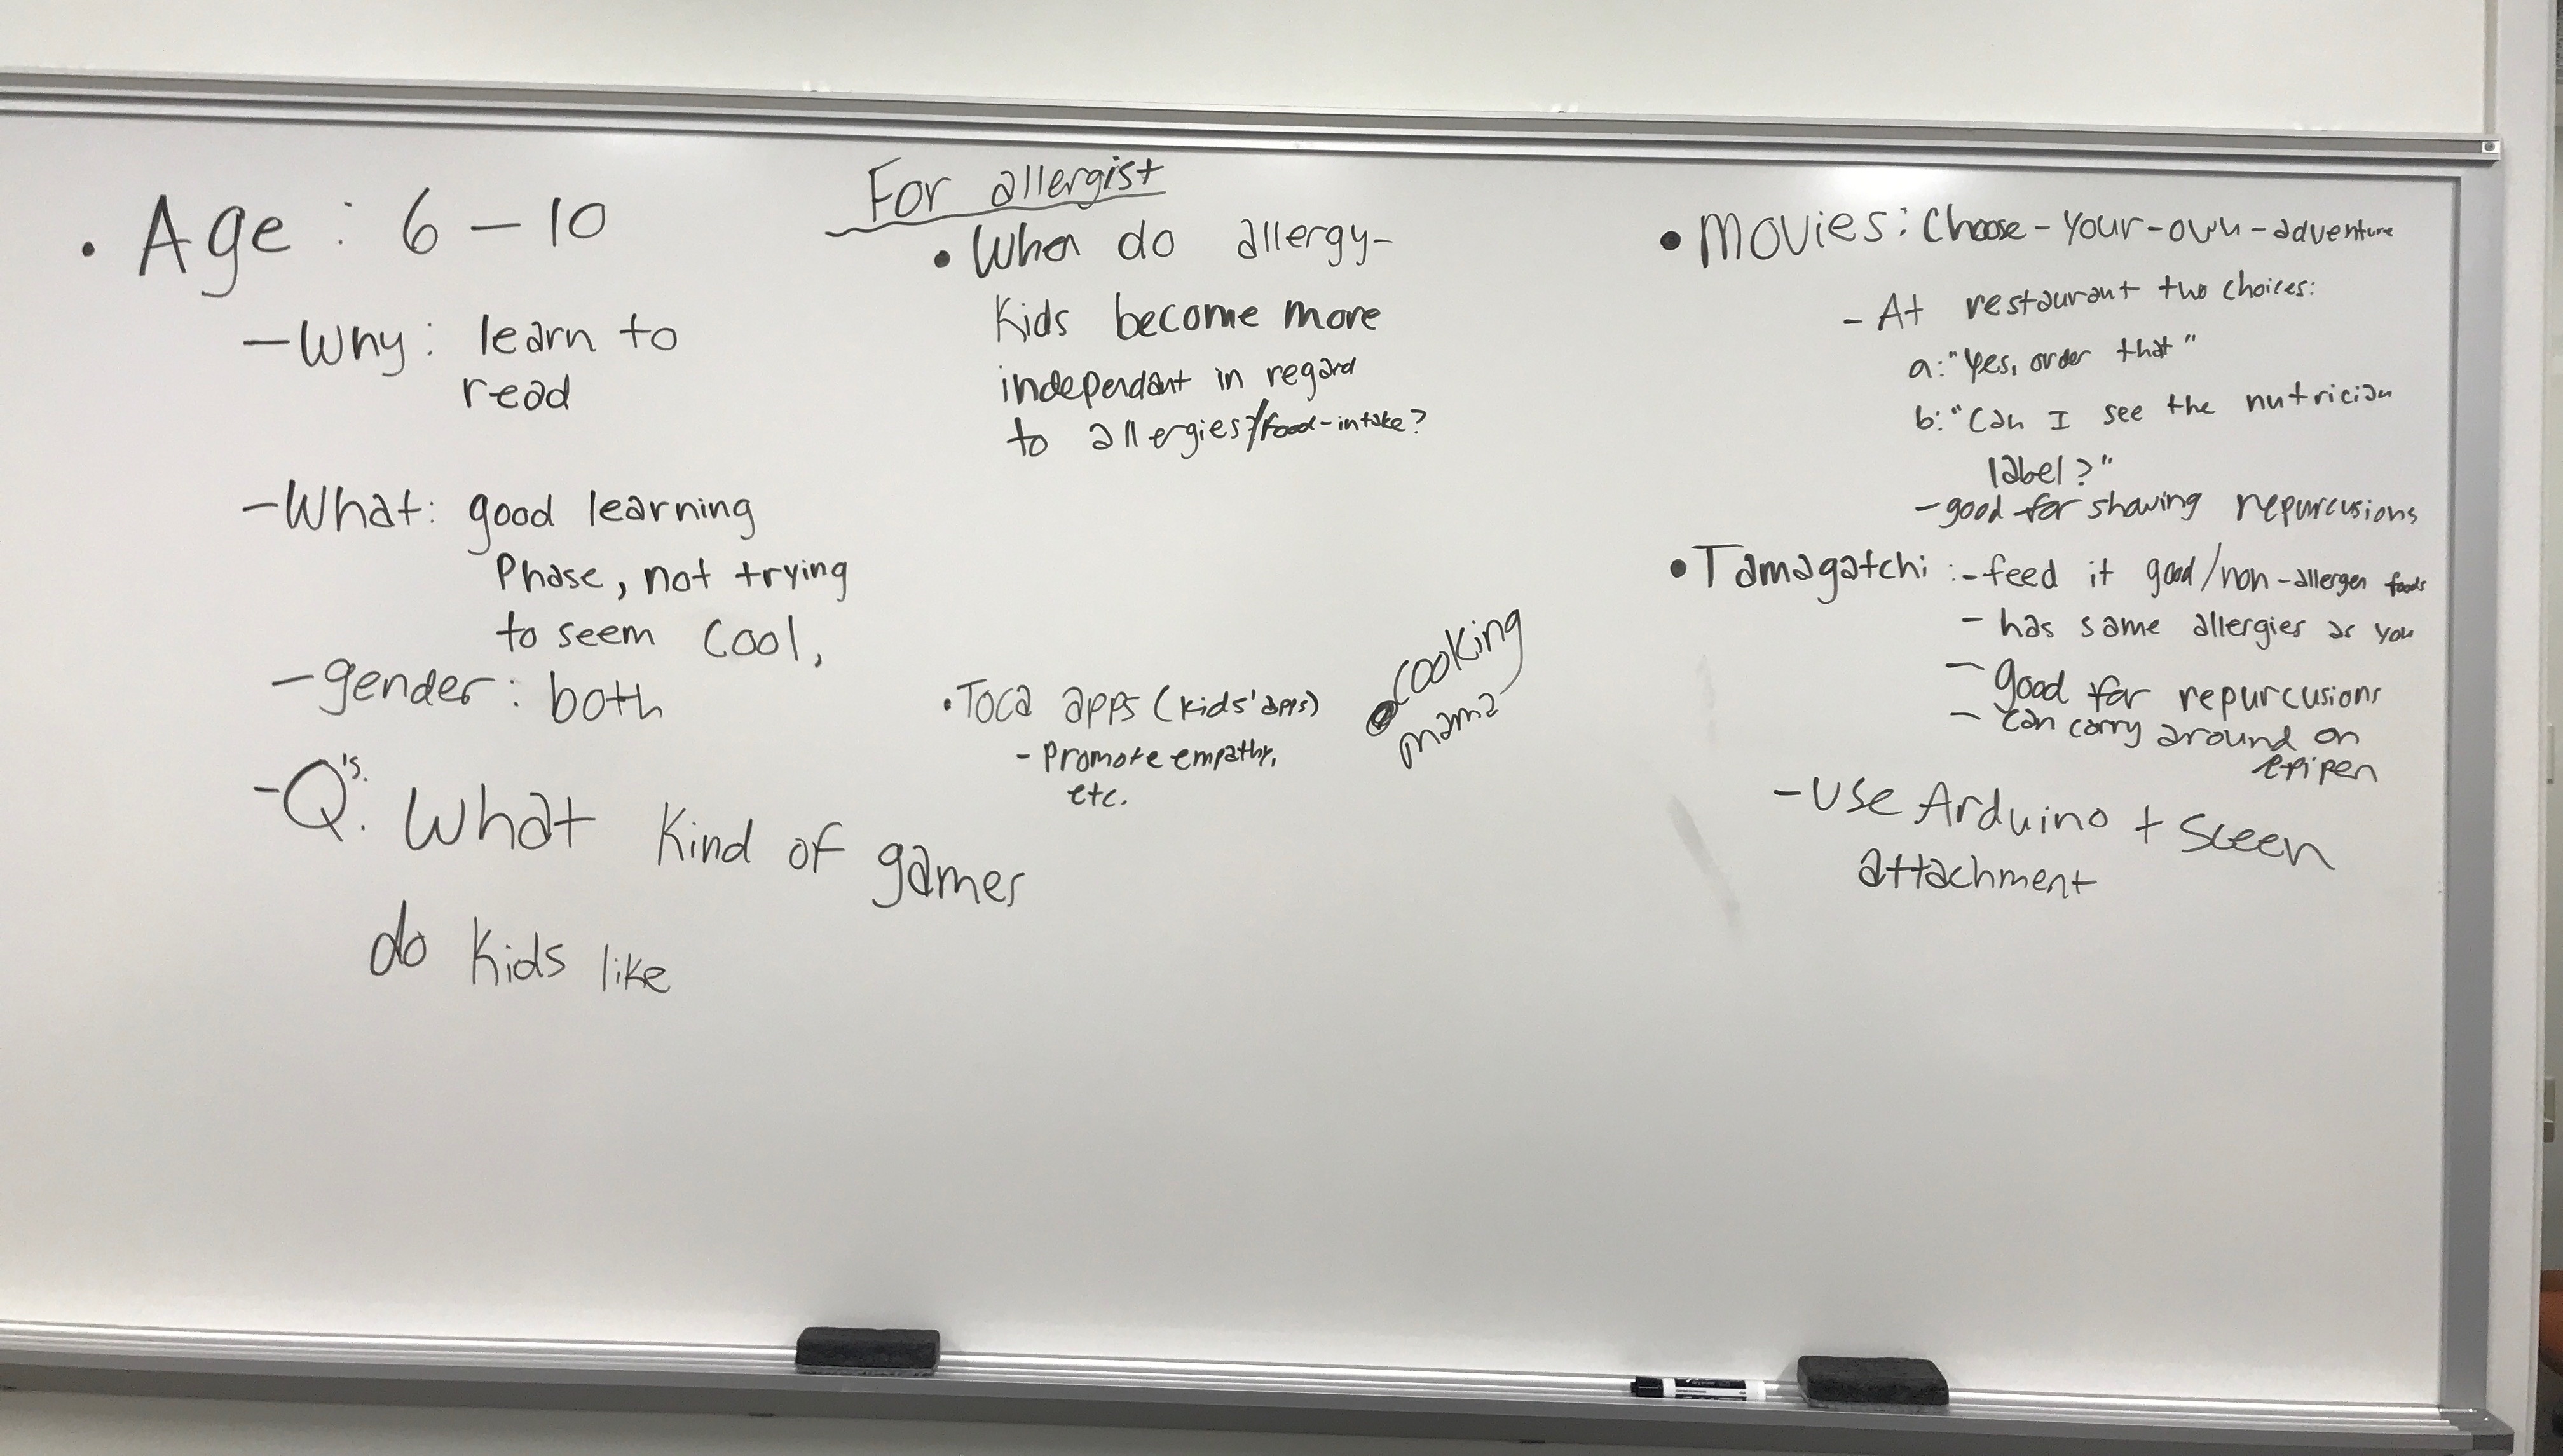 • Age: 6-10
- Why: learn to
read
- What: good learning
Phase, not trying
to seem cool,
- gender: both
- Q's: What kind of games
do kids like
For allergist
• When do allergy-
kids become more
independant in regard
to allergies?/food-intake?
• Toca apps (kids' apps)
- Promote empathy,
etc.
• cooking
mama
• Movies: Choose-your-own-adventure
- At restaurant two choices:
a: "Yes, order that"
b: "Can I see the nutrician
label?"
- good for showing repurcusions
• Tamagatchi: - feed it good/non-allergen foods
- has same allergies as you
- good for repurcusions
- can carry around on
epipen
- Use Arduino + Sceen
attachment